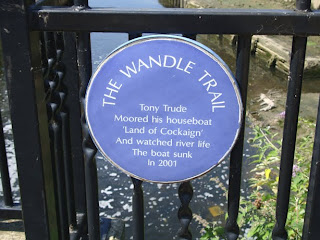 THE WANDLE TRAIL
Tony Trude
Moored his houseboat
'Land of Cockaign'
And watched river life
The boat sunk
In 2001